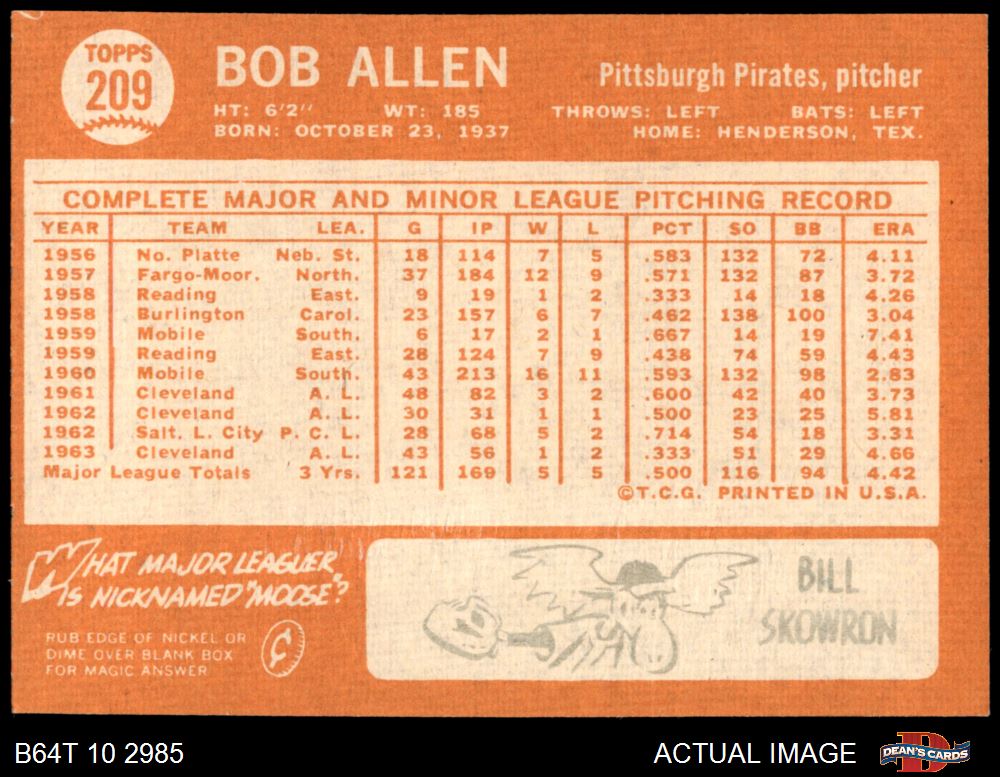 TOPPS
209
BOB ALLEN
Pittsburgh Pirates, pitcher
HT: 6'2" WT: 185 THROWS: LEFT BATS: LEFT
BORN: OCTOBER 23, 1937 HOME: HENDERSON, TEX.
COMPLETE MAJOR AND MINOR LEAGUE PITCHING RECORD
YEAR TEAM LEA. G IP W L PCT SO BB ERA
1956 No. Platte Neb. St. 18 114 7 5 .583 132 72 4.11
1957 Fargo-Moor. North. 37 184 12 9 .571 132 87 3.72
1958 Reading East. 9 19 1 2 .333 14 18 4.26
1958 Burlington Carol. 23 157 6 7 .462 138 100 3.04
1959 Mobile South. 6 17 2 1 .667 14 19 7.41
1959 Reading East. 28 124 7 9 .438 74 59 4.43
1960 Mobile South. 43 213 16 11 .593 132 98 2.83
1961 Cleveland A. L. 48 82 3 2 .600 42 40 3.73
1962 Cleveland A. L. 30 31 1 1 .500 23 25 5.81
1962 Salt. L. City P. C. L. 28 68 5 2 .714 54 18 3.31
1963 Cleveland A. L. 43 56 1 2 .333 51 29 4.66
Major League Totals 3 Yrs. 121 169 5 5 .500 116 94 4.42
©T.C.G. PRINTED IN U.S.A.
WHAT MAJOR LEAGUER
IS NICKNAMED "MOOSE"?
RUB EDGE OF NICKEL OR
DIME OVER BLANK BOX
FOR MAGIC ANSWER
¢
BILL
SKOWRON
B64T 10 2985 ACTUAL IMAGE DEAN'S CARDS